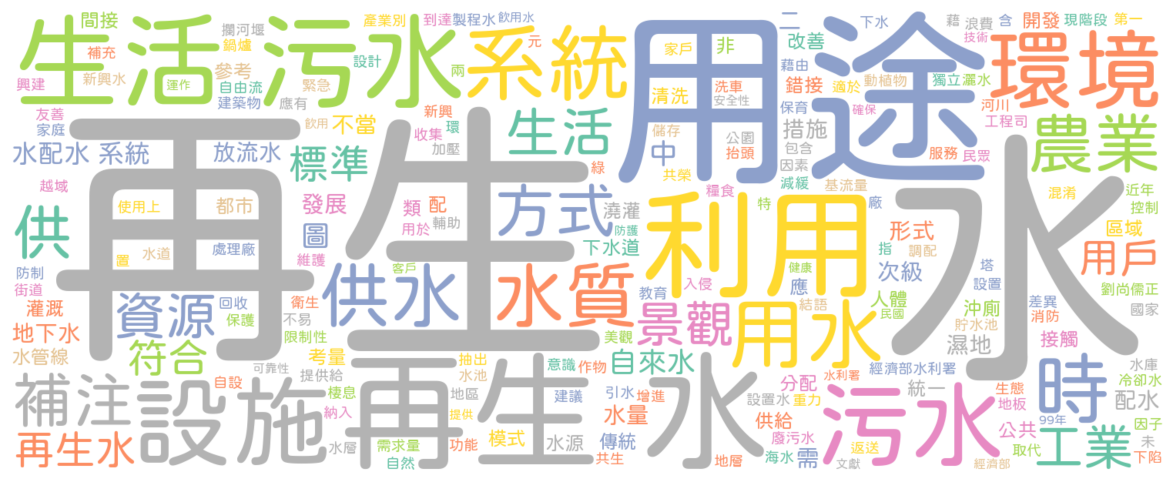 間接
攔河堰
產業別
到達
製程水
飲用水
二
下水
藉
浪費
含
開發
現階段
第一
補充
鍋爐
生活污水
系統
用途
環境
元
家戶
非
改善
技術
興建
新興水
運作
參考
自由流
緊急
設計
兩
建築物
應有
清洗
洗車
安全性
錯接
藉由
適於
動植物
獨立
灑水
友善
家庭
飲用
不當
新興
收集
環
加壓
生活
儲存
公園
抬頭
保育
措施
包含
確保
河川
工程司
水配水
系統
放流水
標準
綠
中
共榮
因素
減緩
服務
民眾
農業
越域
再生水
使用上
都市
發展
類
配
用於
輔助
方式
澆灌
糧食
特
基流量
廠
混淆
近年
控制
供
水道
處理廠
圖
維護
下水道
防護
利用
形式
指
調配
區域
用戶
置
防制
街道
客戶
供水
水質
教育
入侵
健康
應
次級
塔
設置
劉尚儒正
灌溉
資源
回收
保護
衛生
不易
限制性
景觀
用水
結語
民國
人體
沖廁
貯水池
差異
消防
國家
地下水
水管線
符合
考量
提供給
美觀
自來水
濕地
接觸
可靠性
自設
抽出
水池
意識
作物
經濟部水利署
水庫
冷卻水
補注
設施
棲息
納入
再生水
地區
建議
引水
增進
分配
設置水
重力
水利署
統一
時
生態
地板
配水
再生水
水層
需求量
自然
功能
提供
模式
水源
共生
傳統
水量
供給
廢污水
海水
地層
需
污水
返送
文獻
公共
經濟部
99年
取代
工業
因子
未
下陷